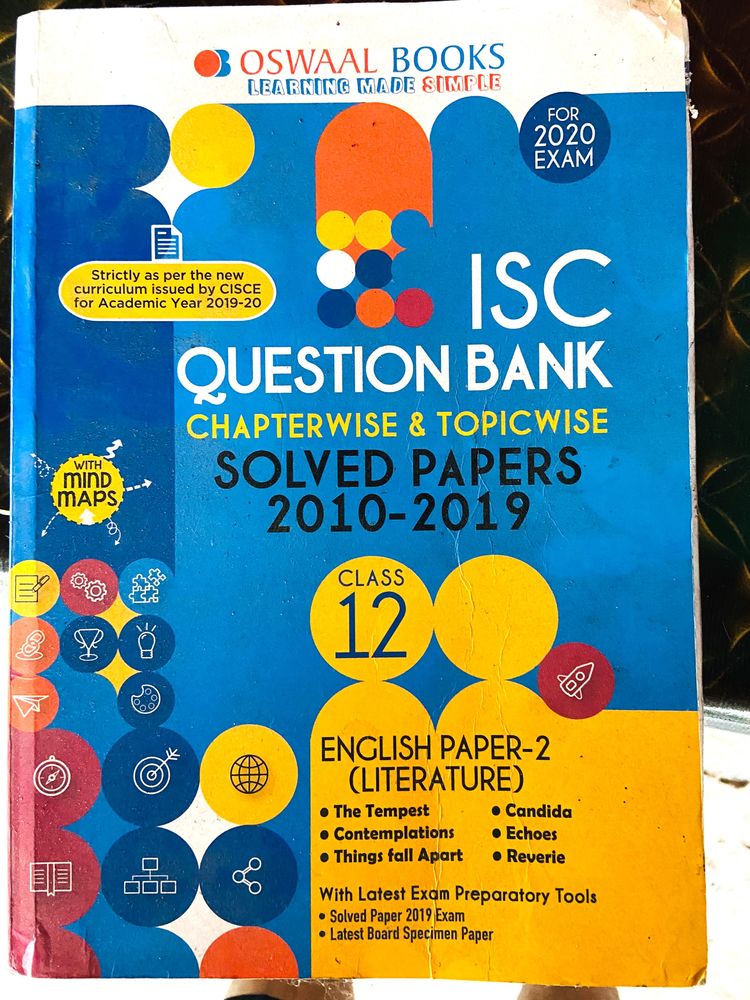 OSWAAL BOOKS
LEARNING MADE SIMPLE
FOR
2020
EXAM
Strictly as per the new
curriculum issued by CISCE
for Academic Year 2019-20
ISC
QUESTION BANK
CHAPTERWISE & TOPICWISE
SOLVED PAPERS
2010-2019
WITH
MIND
MAPS
CLASS
12
ENGLISH PAPER-2
(LITERATURE)
• The Tempest
• Contemplations
• Things fall Apart
• Candida
• Echoes
• Reverie
With Latest Exam Preparatory Tools
• Solved Paper 2019 Exam
• Latest Board Specimen Paper